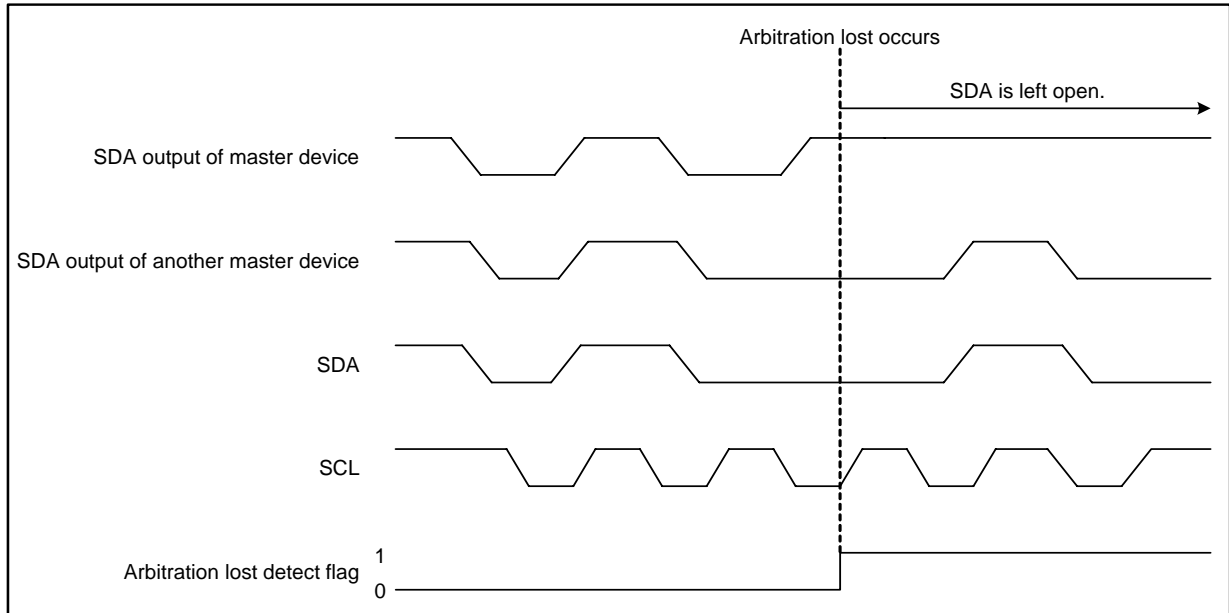 Arbitration lost occurs
SDA is left open.
SDA output of master device
SDA output of another master device
SDA
SCL
1
Arbitration lost detect flag
0